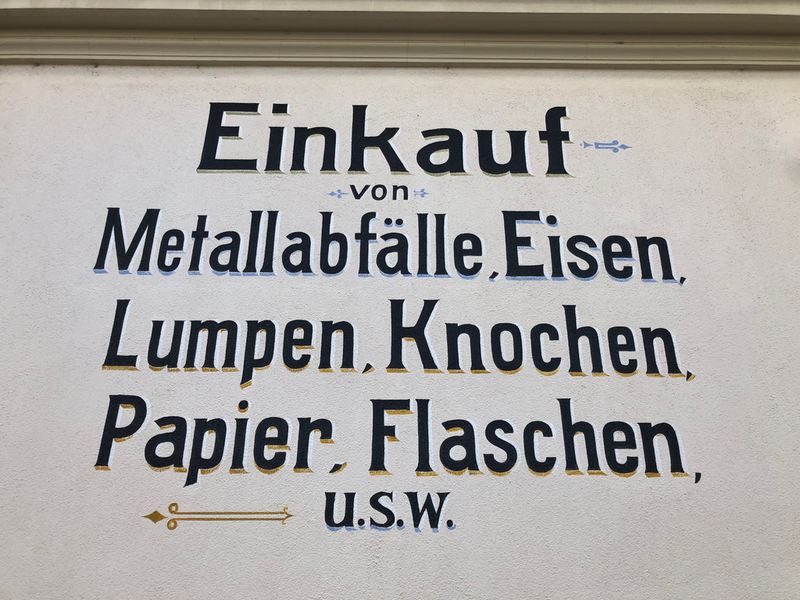 Einkauf
von
Metallabfälle, Eisen,
Lumpen, Knochen,
Papier, Flaschen,
u.s.w.